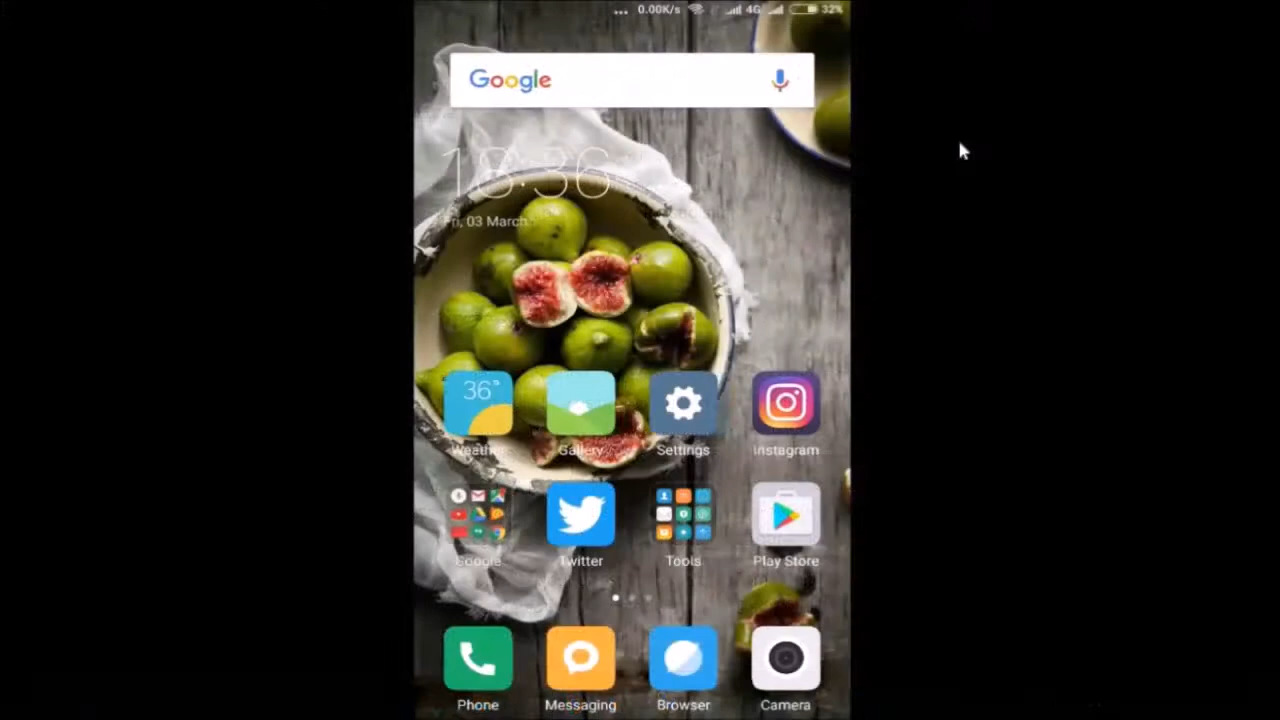 ... 0.00K/s 4G 32%
Google
18:36
Fri, 03 March
36°
Weather Gallery Settings Instagram
Google Twitter Tools Play Store
Phone Messaging Browser Camera